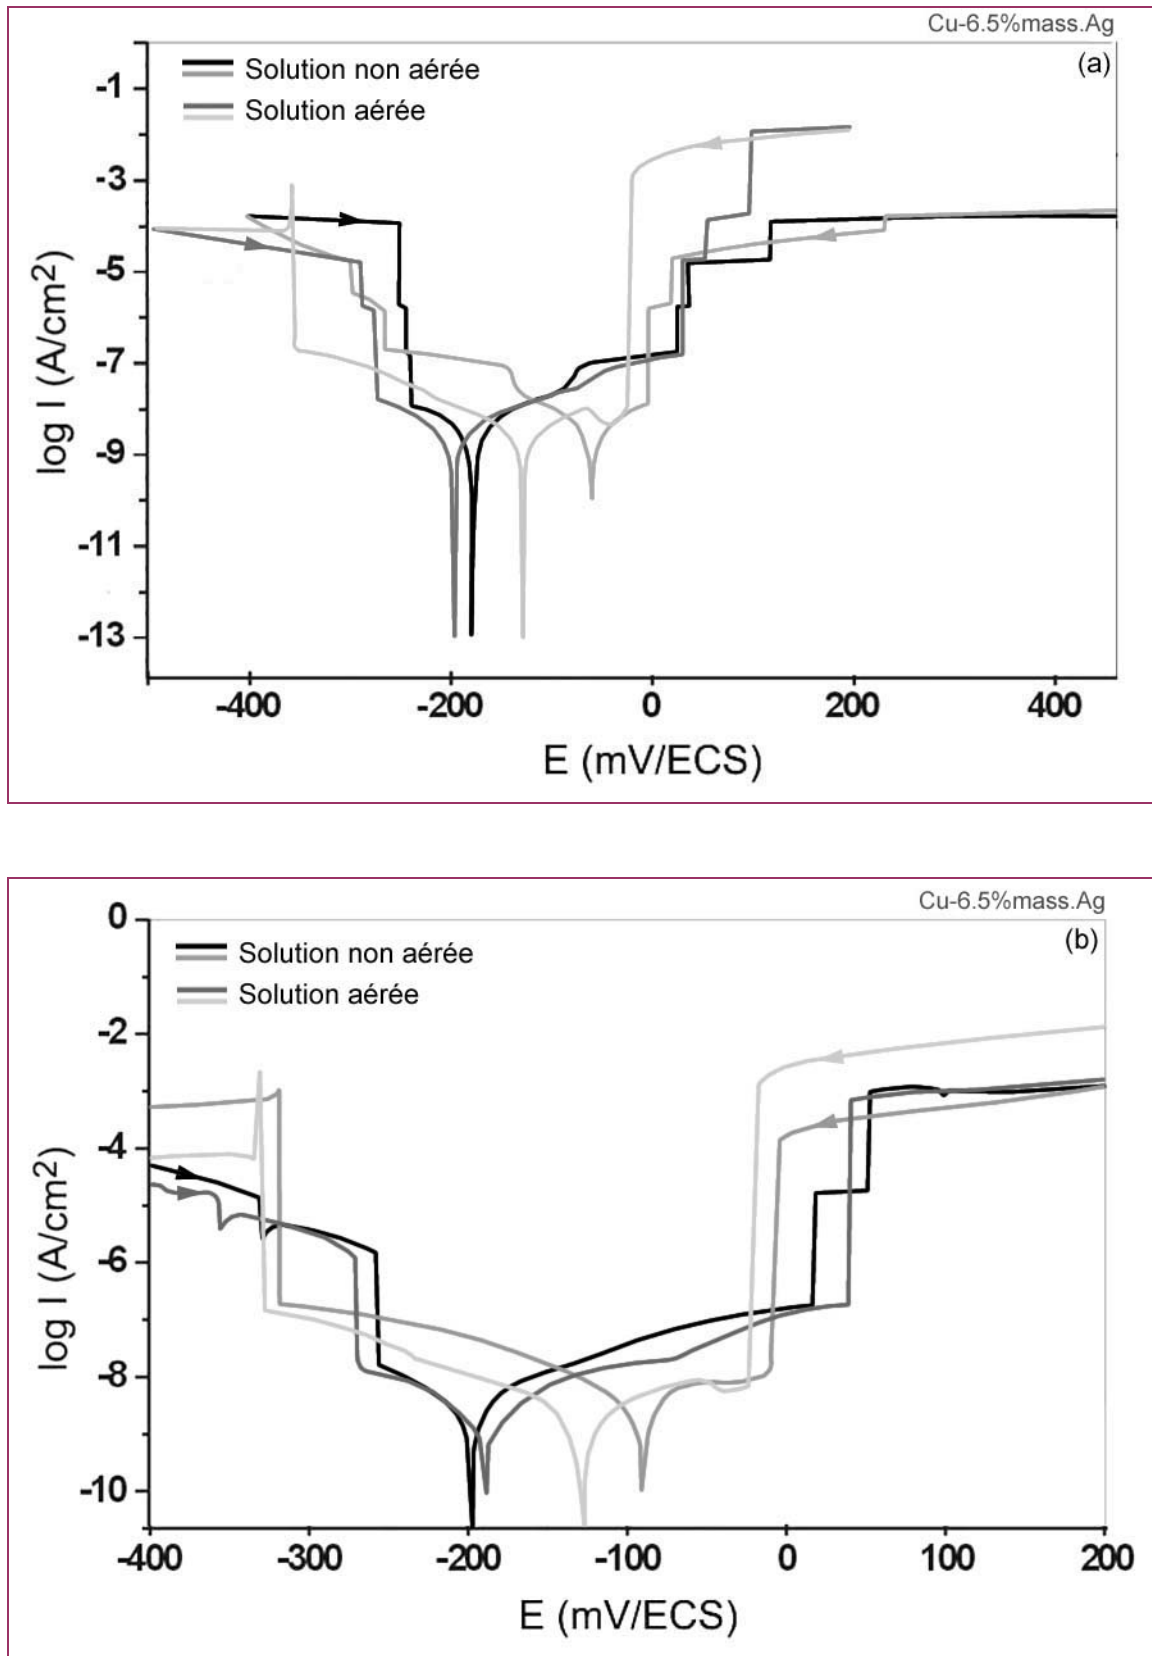 Cu-6.5%mass.Ag
(a)
Solution non aérée
Solution aérée
-1
-3
-5
-7
-9
-11
-13
log I (A/cm²)
-400 -200 0 200 400
E (mV/ECS)
Cu-6.5%mass.Ag
(b)
Solution non aérée
Solution aérée
0
-2
-4
-6
-8
-10
log I (A/cm²)
-400 -300 -200 -100 0 100 200
E (mV/ECS)